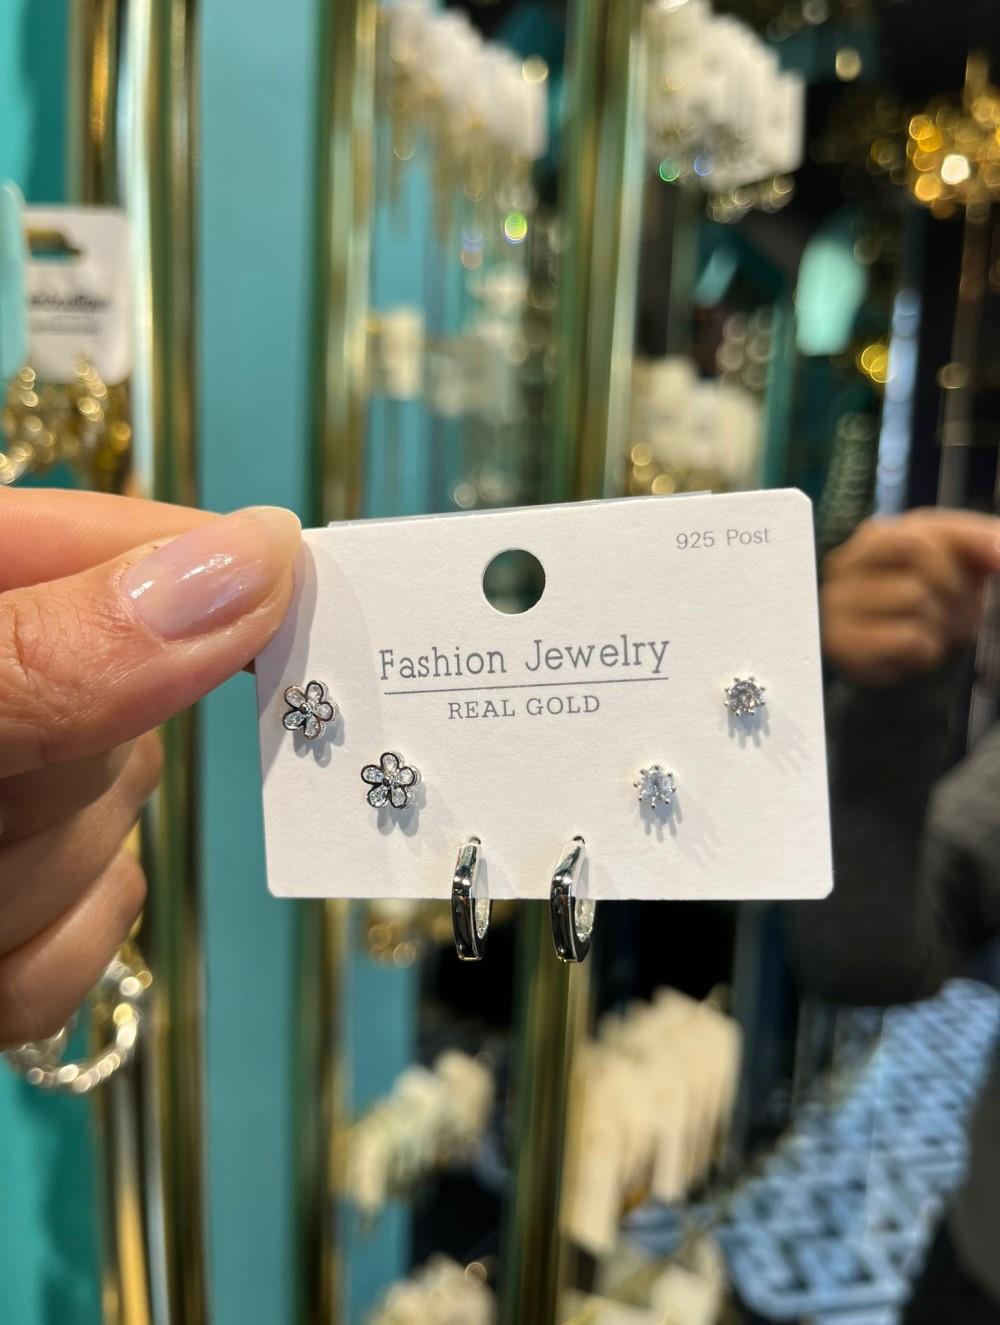 925 Post
Fashion Jewelry
REAL GOLD